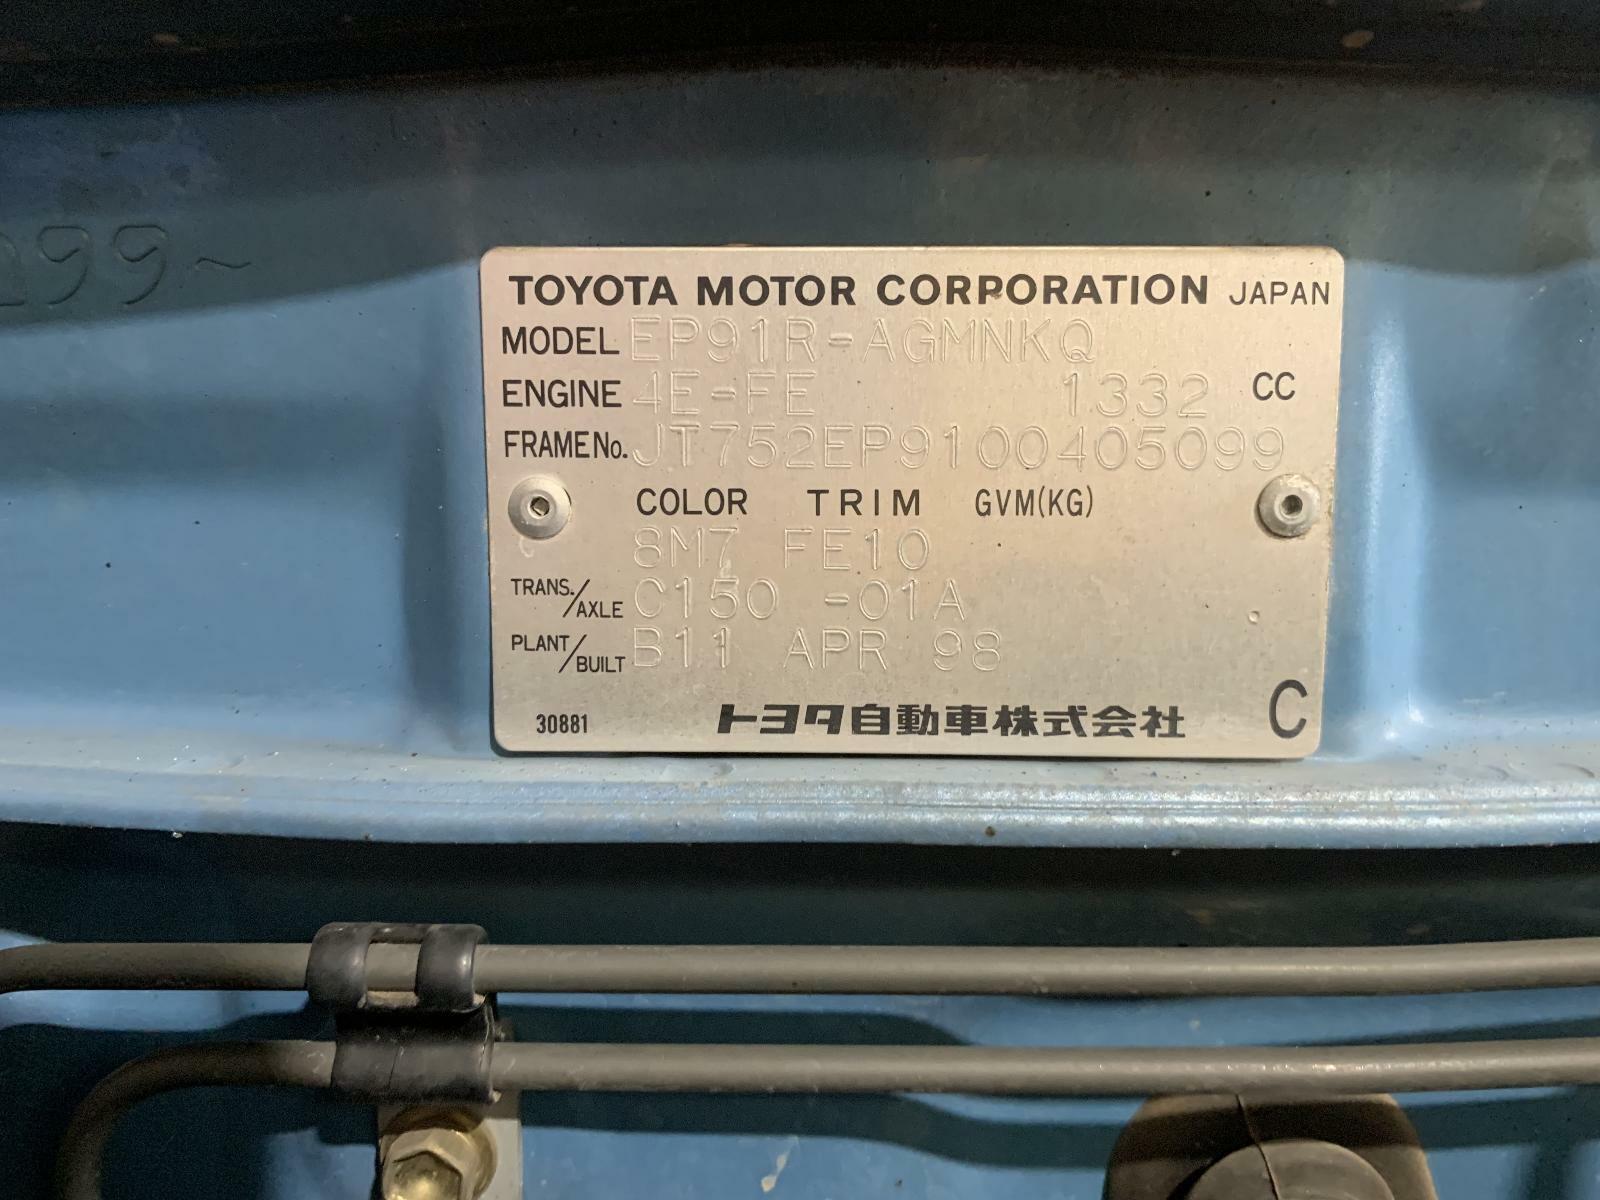 099~
TOYOTA MOTOR CORPORATION JAPAN
MODEL EP91R-AGMNKQ
ENGINE 4E-FE 1332 CC
FRAME No. JT752EP9100405099
COLOR TRIM GVM(KG)
8M7 FE10
TRANS./AXLE C150 -01A
PLANT/BUILT B11 APR 98
30881 トヨタ自動車株式会社 C